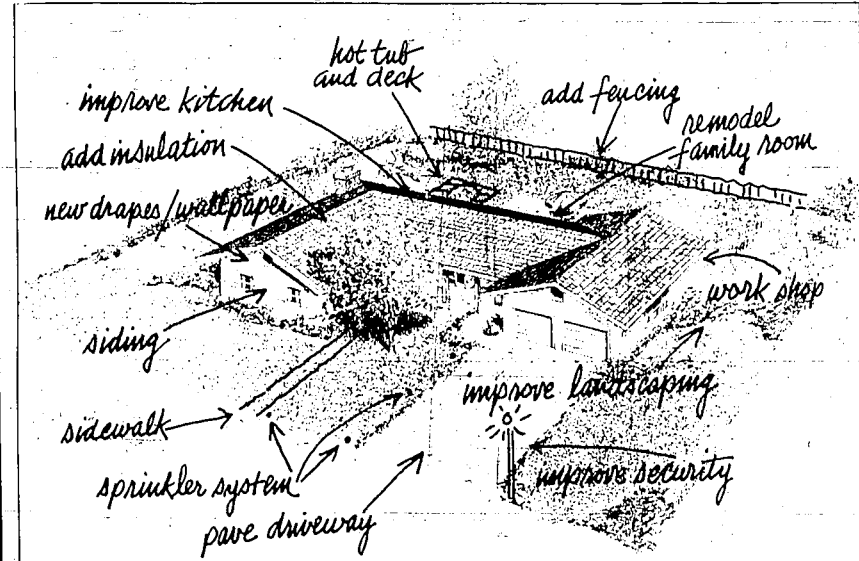 hot tub
and deck
improve kitchen
add fencing
remodel
family room
add insulation
new drapes/wallpaper
work shop
siding
improve landscaping
sidewalk
improve security
sprinkler system
pave driveway